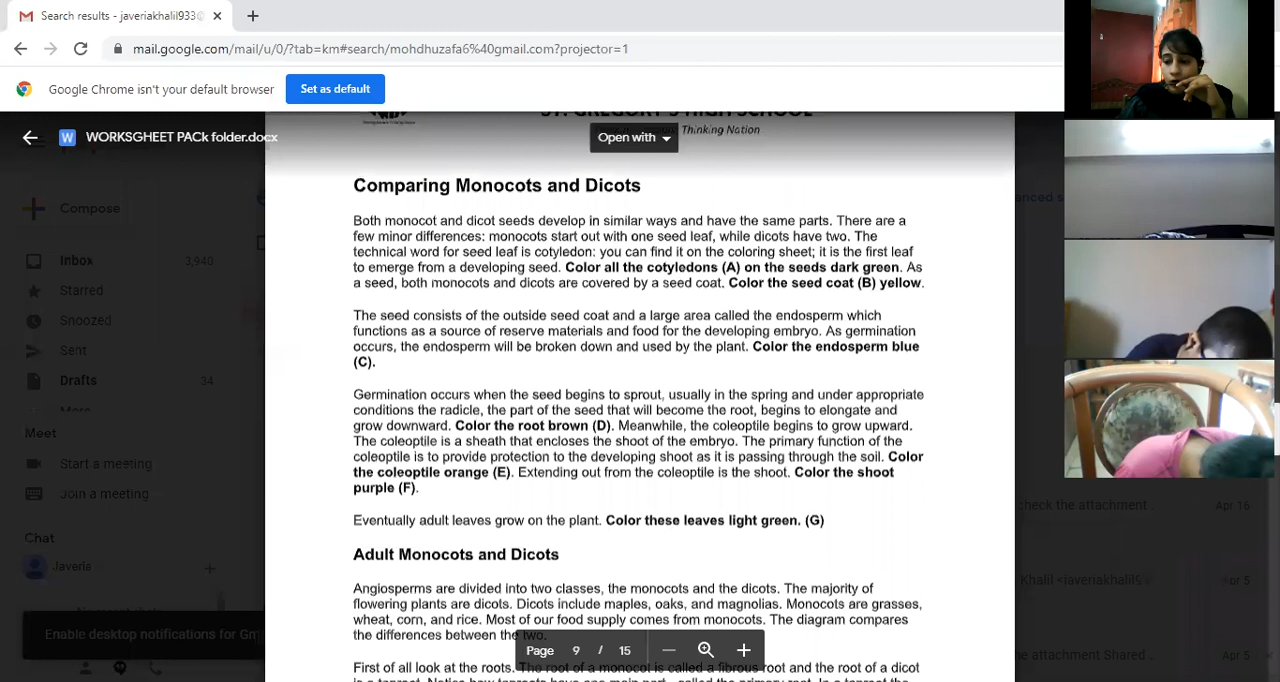 Search results - javeriakhalil933
mail.google.com/mail/u/0/?tab=km#search/mohdhuzafa6%40gmail.com?projector=1
Google Chrome isn't your default browser
Set as default
WORKSGHEET PACk folder.docx
Open with
Thinking Nation
Compose
Inbox 3,940
Starred
Snoozed
Sent
Drafts 34
More
Meet
Start a meeting
Join a meeting
Chat
Javeria
Enable desktop notifications for Gm
Comparing Monocots and Dicots
Both monocot and dicot seeds develop in similar ways and have the same parts. There are a
few minor differences: monocots start out with one seed leaf, while dicots have two. The
technical word for seed leaf is cotyledon: you can find it on the coloring sheet; it is the first leaf
to emerge from a developing seed. Color all the cotyledons (A) on the seeds dark green. As
a seed, both monocots and dicots are covered by a seed coat. Color the seed coat (B) yellow.
The seed consists of the outside seed coat and a large area called the endosperm which
functions as a source of reserve materials and food for the developing embryo. As germination
occurs, the endosperm will be broken down and used by the plant. Color the endosperm blue
(C).
Germination occurs when the seed begins to sprout, usually in the spring and under appropriate
conditions the radicle, the part of the seed that will become the root, begins to elongate and
grow downward. Color the root brown (D). Meanwhile, the coleoptile begins to grow upward.
The coleoptile is a sheath that encloses the shoot of the embryo. The primary function of the
coleoptile is to provide protection to the developing shoot as it is passing through the soil. Color
the coleoptile orange (E). Extending out from the coleoptile is the shoot. Color the shoot
purple (F).
Eventually adult leaves grow on the plant. Color these leaves light green. (G)
Adult Monocots and Dicots
Angiosperms are divided into two classes, the monocots and the dicots. The majority of
flowering plants are dicots. Dicots include maples, oaks, and magnolias. Monocots are grasses,
wheat, corn, and rice. Most of our food supply comes from monocots. The diagram compares
the differences between the two.
Page 9 / 15
First of all look at the roots. The root of a monocot is called a fibrous root and the root of a dicot
check the attachment Apr 16
Apr 5
attachment Shared Apr 5